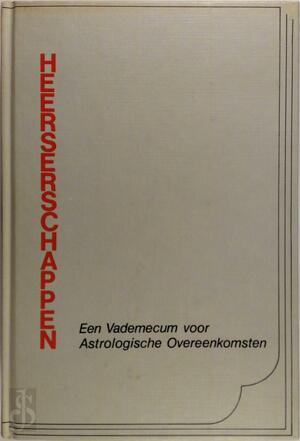 HEERSERSCHAPPEN
Een Vademecum voor
Astrologische Overeenkomsten